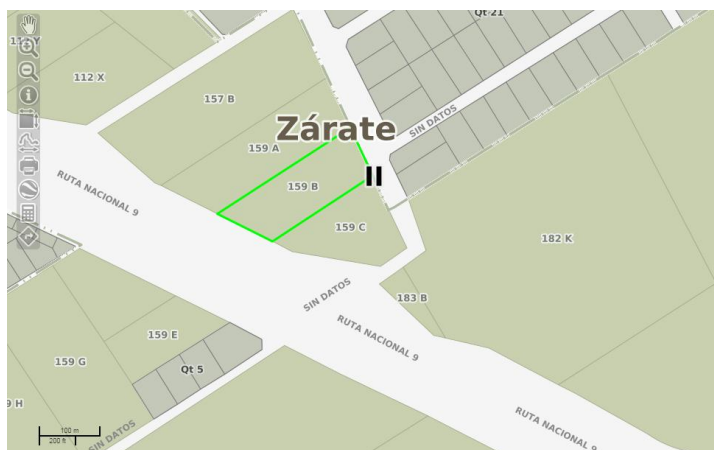 Qt 21
112 X
157 B
Zárate
SIN DATOS
159 A
159 B
II
RUTA NACIONAL 9
159 C
182 K
SIN DATOS
183 B
RUTA NACIONAL 9
159 E
159 G
Qt 5
9 H
SIN DATOS
RUTA NACIONAL 9
100 m
200 ft